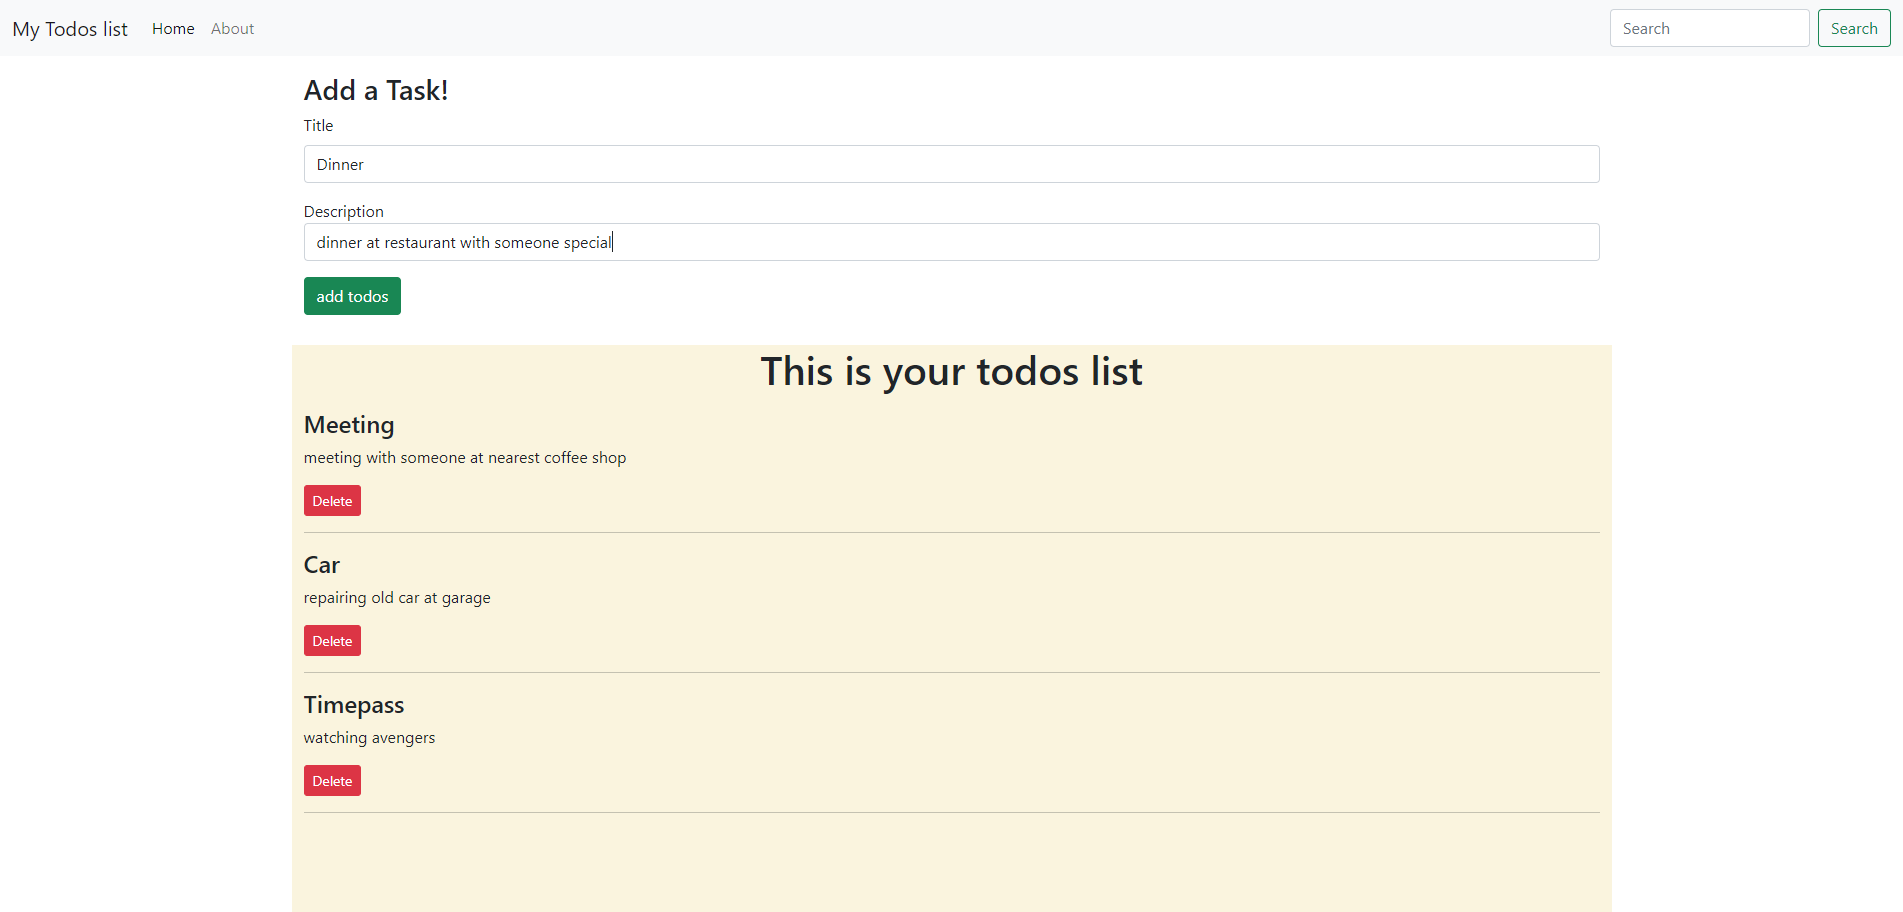 My Todos list Home About Search Search
Add a Task!
Title
Dinner
Description
dinner at restaurant with someone special
add todos
This is your todos list
Meeting
meeting with someone at nearest coffee shop
Delete
Car
repairing old car at garage
Delete
Timepass
watching avengers
Delete